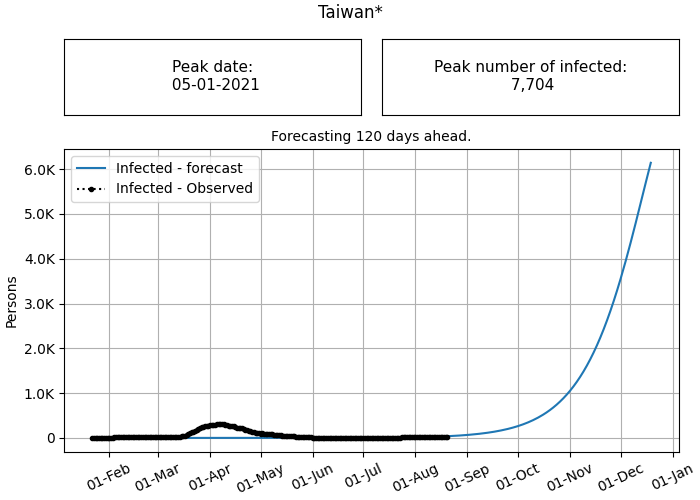 Taiwan*
Peak date:
05-01-2021
Peak number of infected:
7,704
Forecasting 120 days ahead.
Infected - forecast
Infected - Observed
6.0K
5.0K
4.0K
3.0K
2.0K
1.0K
0
Persons
01-Feb
01-Mar
01-Apr
01-May
01-Jun
01-Jul
01-Aug
01-Sep
01-Oct
01-Nov
01-Dec
01-Jan